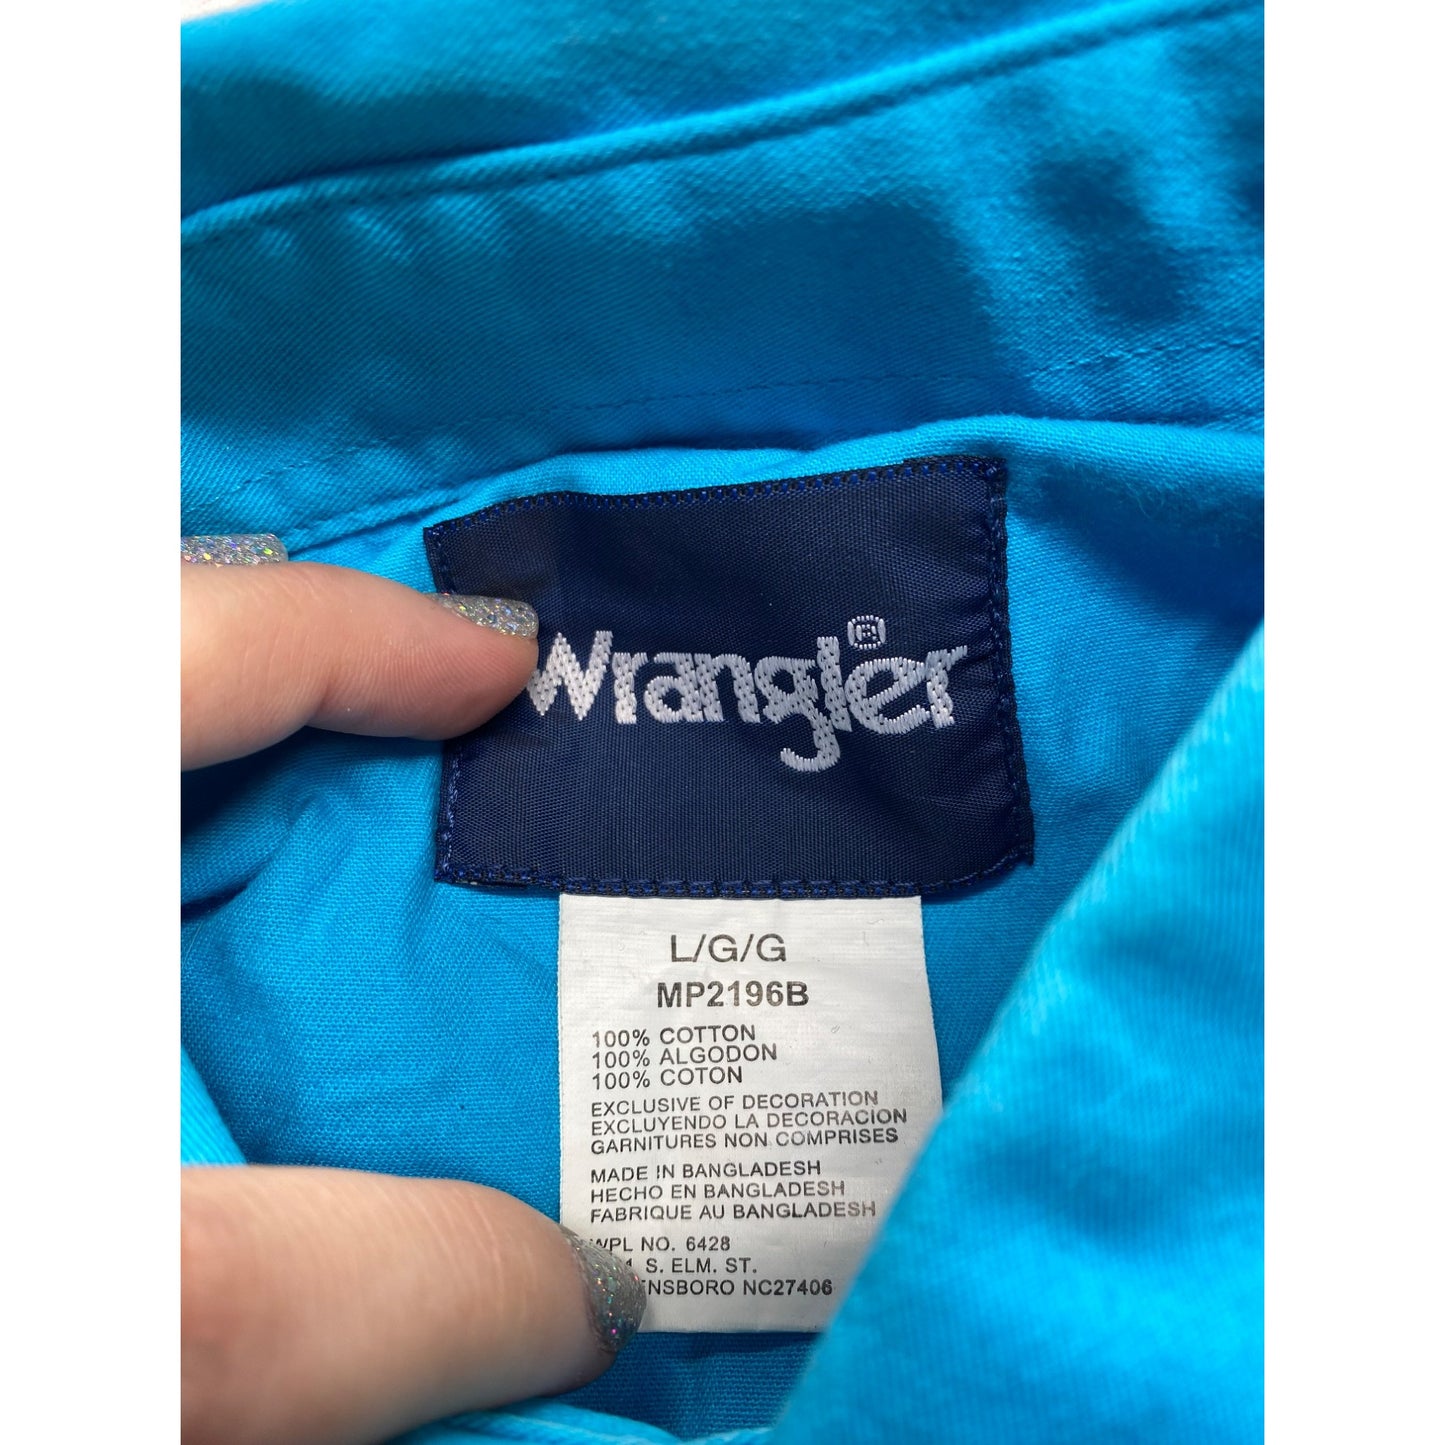 Wrangler®
L/G/G
MP2196B
100% COTTON
100% ALGODON
100% COTON
EXCLUSIVE OF DECORATION
EXCLUYENDO LA DECORACION
GARNITURES NON COMPRISES
MADE IN BANGLADESH
HECHO EN BANGLADESH
FABRIQUE AU BANGLADESH
WPL NO. 6428
S. ELM. ST.
NC27406